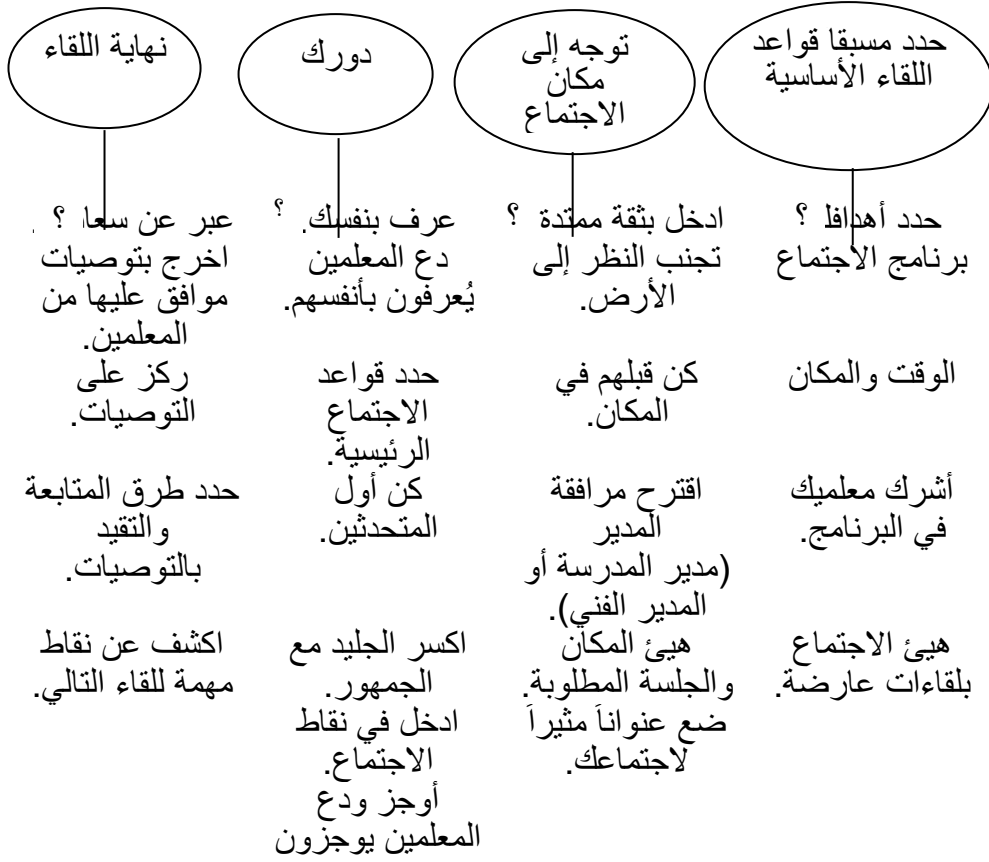 حدد مسبقا قواعد
اللقاء الأساسية
توجه إلى
مكان
الاجتماع
دورك
نهاية اللقاء
حدد أهداف ؟
برنامج الاجتماع
الوقت والمكان
أشرك معلميك
في البرنامج.
هيئ الاجتماع
بلقاءات عارضة.
ادخل بثقة ممتدة ؟
تجنب النظر إلى
الأرض.
كن قبلهم في
المكان.
اقترح مرافقة
المدير
(مدير المدرسة أو
المدير الفني).
هيئ المكان
والجلسة المطلوبة.
ضع عنواناً مثيراً
لاجتماعك.
عرف بنفسك. ؟
دع المعلمين
يُعرفون بأنفسهم.
حدد قواعد
الاجتماع
الرئيسية.
كن أول
المتحدثين.
اكسر الجليد مع
الجمهور.
ادخل في نقاط
الاجتماع.
أوجز ودع
المعلمين يوجزون
عبر عن ؟
اخرج بتوصيات
موافق عليها من
المعلمين.
ركز على
التوصيات.
حدد طرق المتابعة
والتقيد
بالتوصيات.
اكشف عن نقاط
مهمة للقاء التالي.